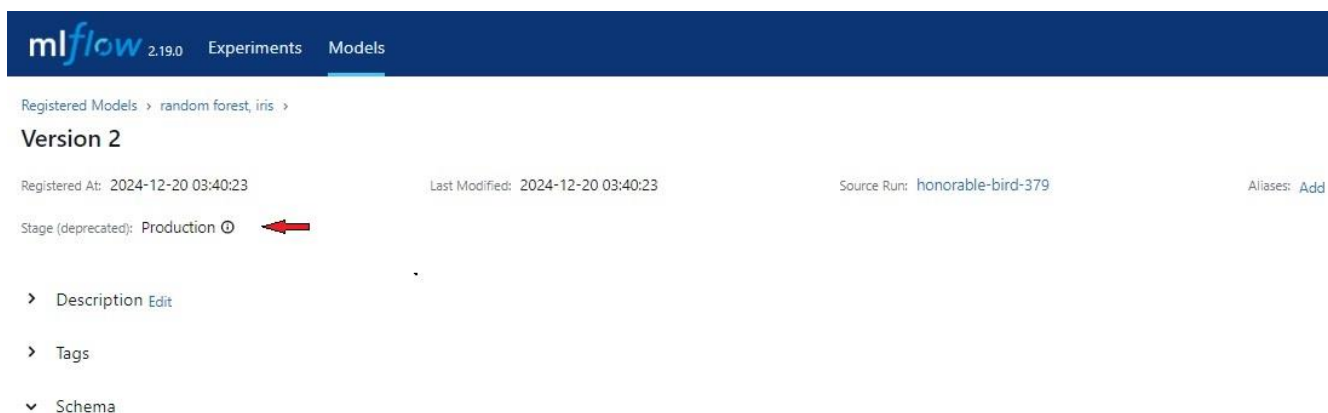 mlflow 2.19.0 Experiments Models
Registered Models > random forest, iris >
Version 2
Registered At: 2024-12-20 03:40:23 Last Modified: 2024-12-20 03:40:23 Source Run: honorable-bird-379 Aliases: Add
Stage (deprecated): Production
Description Edit
Tags
Schema